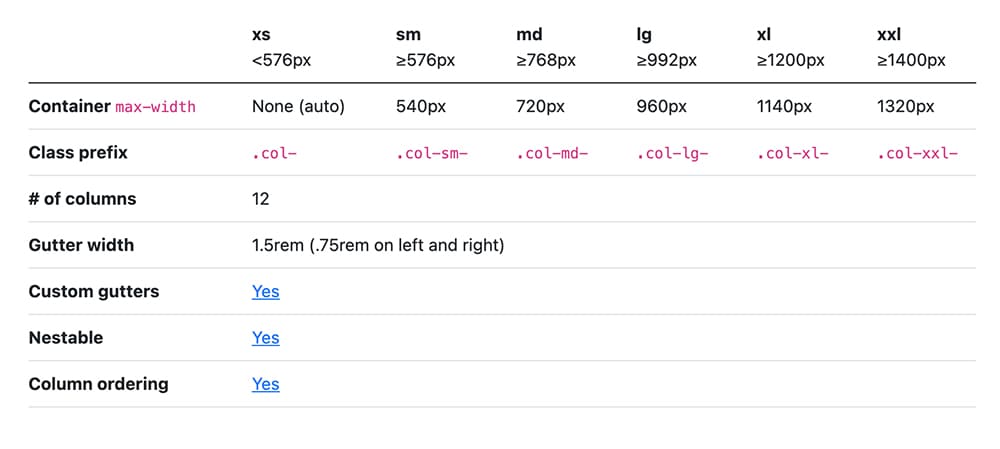 xs sm md lg xl xxl
<576px ≥576px ≥768px ≥992px ≥1200px ≥1400px
Container max-width None (auto) 540px 720px 960px 1140px 1320px
Class prefix .col- .col-sm- .col-md- .col-lg- .col-xl- .col-xxl-
# of columns 12
Gutter width 1.5rem (.75rem on left and right)
Custom gutters Yes
Nestable Yes
Column ordering Yes